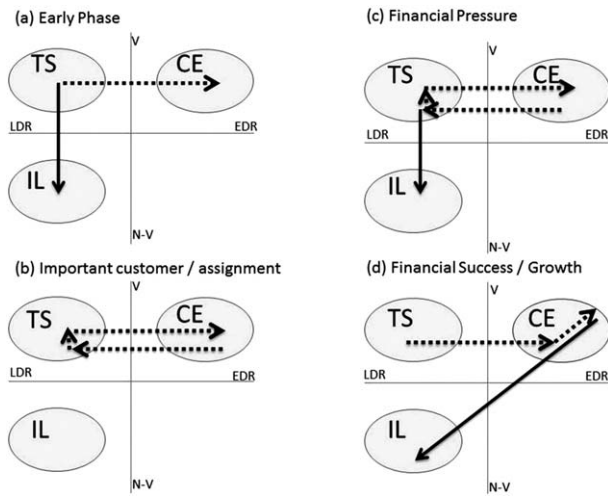 (a) Early Phase
V
TS
CE
LDR
EDR
IL
N-V
(c) Financial Pressure
V
TS
CE
LDR
EDR
IL
N-V
(b) Important customer / assignment
V
TS
CE
LDR
EDR
IL
N-V
(d) Financial Success / Growth
V
TS
CE
LDR
EDR
IL
N-V